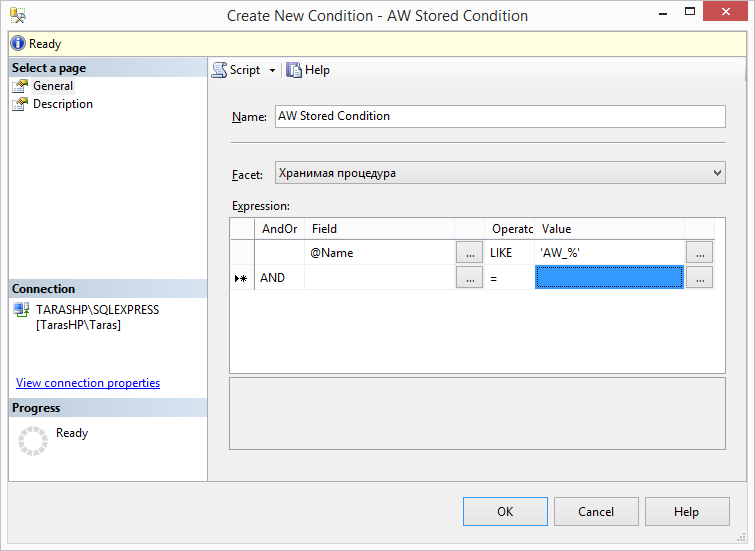 Create New Condition - AW Stored Condition
Ready
Select a page
General
Description
Script
Help
Name:
AW Stored Condition
Facet:
Хранимая процедура
Expression:
AndOr Field Operato Value
@Name ... LIKE 'AW_%' ...
AND ... = ...
Connection
TARASHP\SQLEXPRESS
[TarasHP\Taras]
View connection properties
Progress
Ready
OK Cancel Help